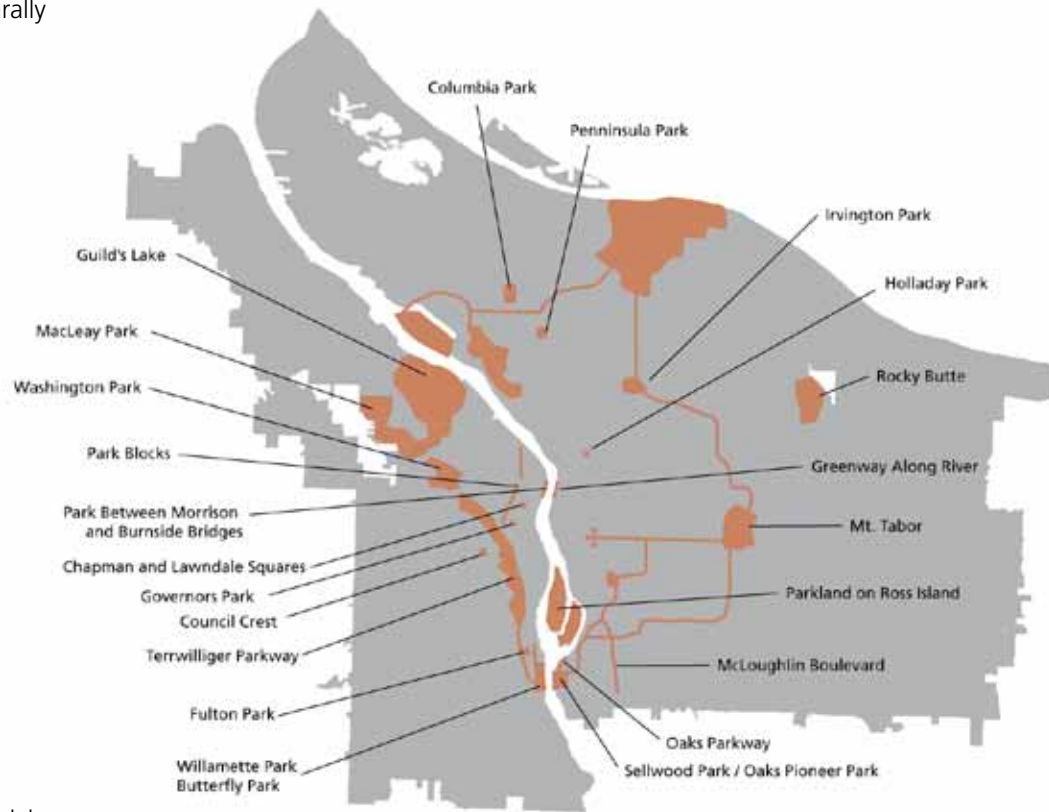 rally
Columbia Park
Penninsula Park
Irvington Park
Guild's Lake
Holladay Park
MacLeay Park
Rocky Butte
Washington Park
Park Blocks
Greenway Along River
Park Between Morrison
and Burnside Bridges
Mt. Tabor
Chapman and Lawndale Squares
Governors Park
Parkland on Ross Island
Council Crest
Terrwilliger Parkway
McLoughlin Boulevard
Fulton Park
Oaks Parkway
Willamette Park
Butterfly Park
Sellwood Park / Oaks Pioneer Park